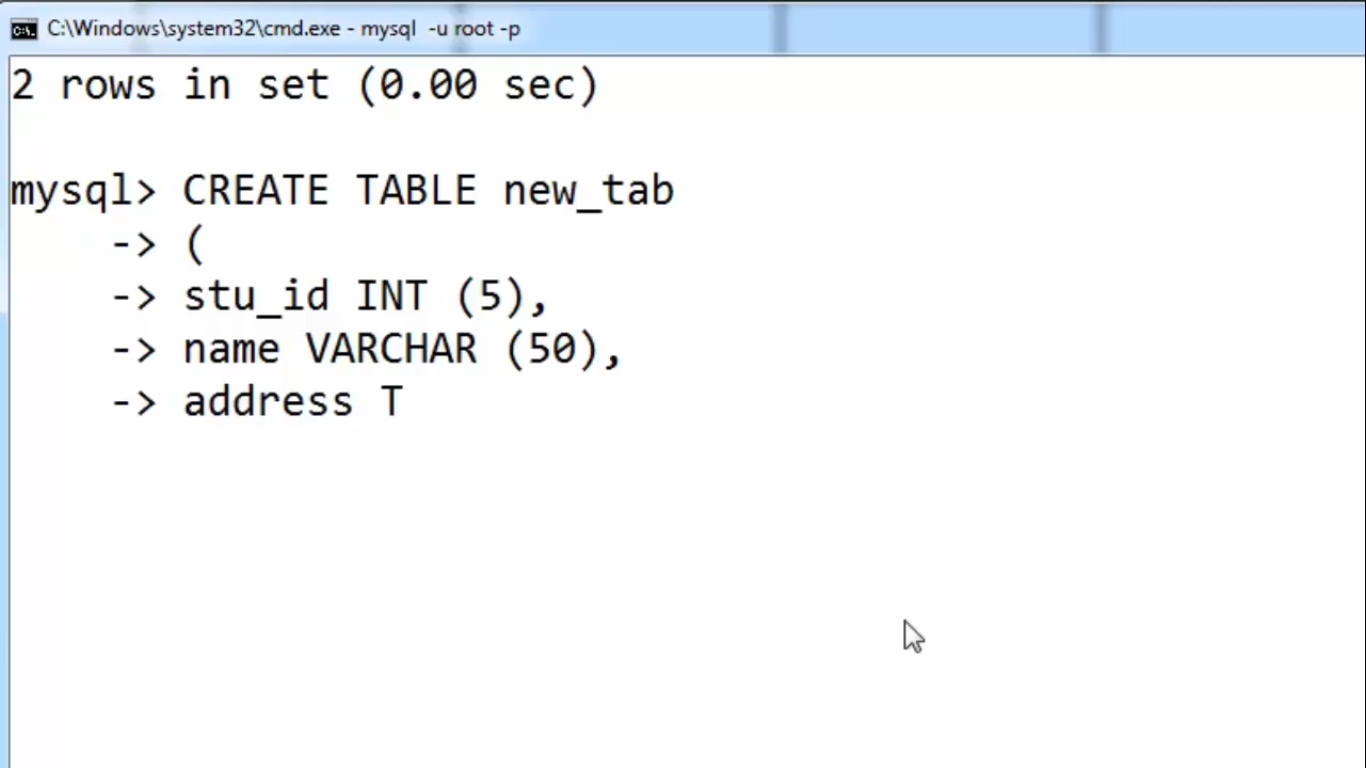 C:\Windows\system32\cmd.exe - mysql  -u root -p
2 rows in set (0.00 sec)
mysql> CREATE TABLE new_tab
    -> (
    -> stu_id INT (5),
    -> name VARCHAR (50),
    -> address T